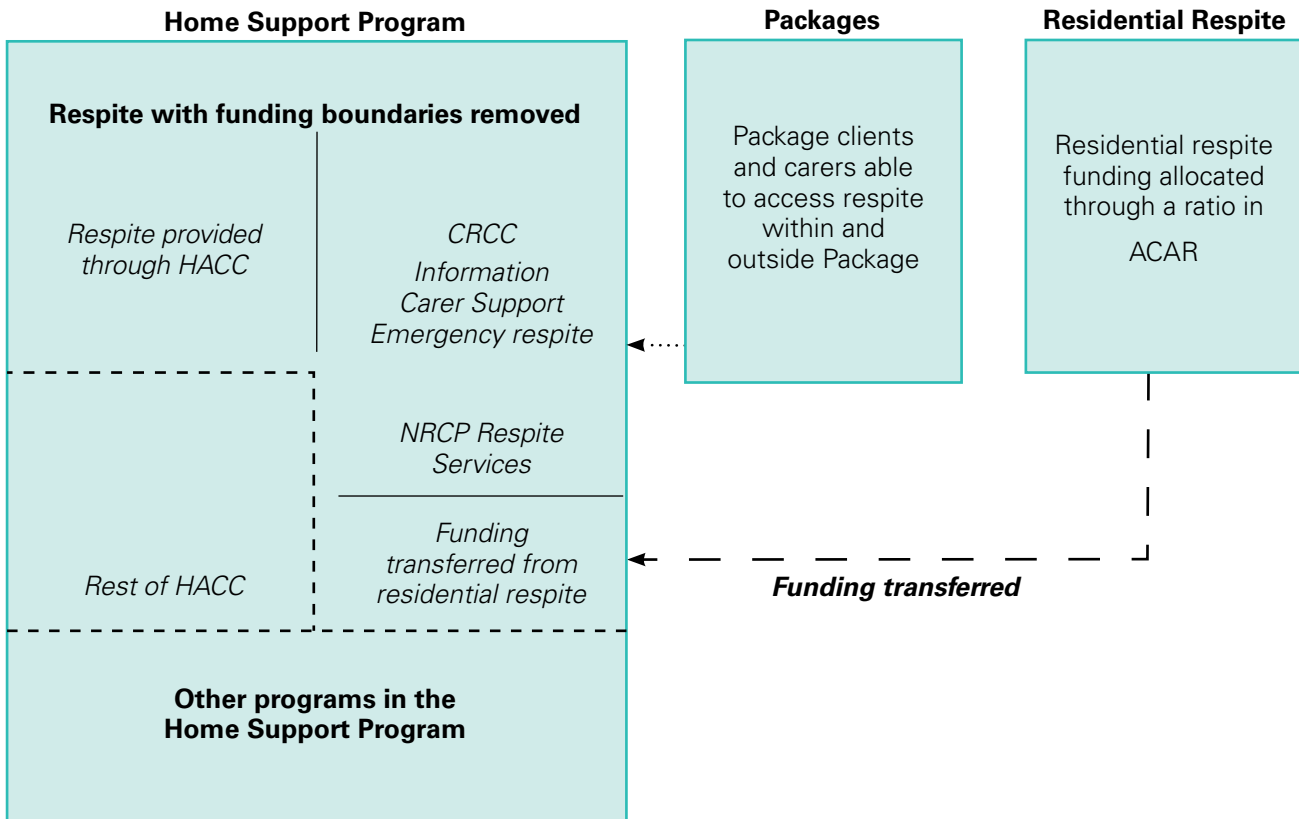 Home Support Program
Respite with funding boundaries removed
Respite provided
through HACC
CRCC
Information
Carer Support
Emergency respite
NRCP Respite
Services
Rest of HACC
Funding
transferred from
residential respite
Other programs in the
Home Support Program
Packages
Package clients
and carers able
to access respite
within and
outside Package
Residential Respite
Residential respite
funding allocated
through a ratio in
ACAR
Funding transferred